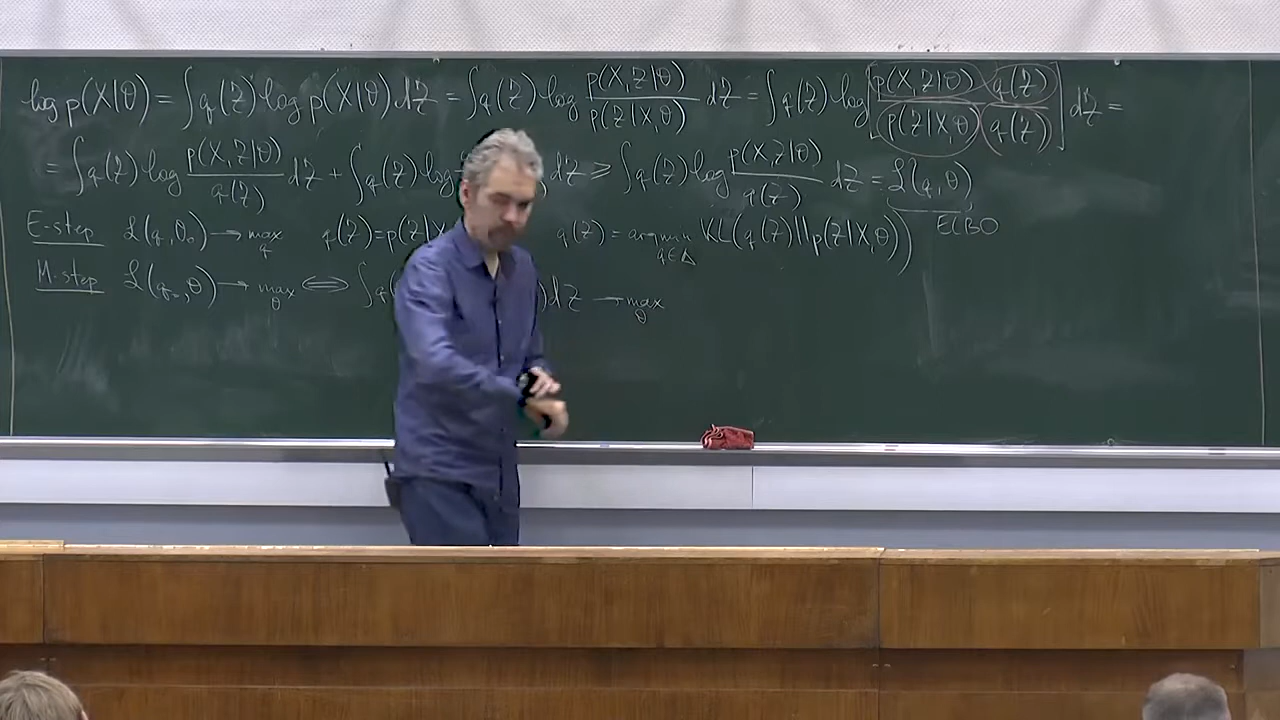 log p(X|θ) = ∫q(Z) log p(X|θ) dZ = ∫q(Z) log p(X,Z|θ)/p(Z|X,θ) dZ = ∫q(Z) log [p(X,Z|θ) q(Z) / p(Z|X,θ) q(Z)] dZ =
= ∫q(Z) log p(X,Z|θ)/q(Z) dZ + ∫q(Z) log dZ ⩾ ∫q(Z) log p(X,Z|θ)/q(Z) dZ = ℒ(q,θ)
E-step ℒ(q,θ₀) → max q q(Z) = p(Z| q(Z) = argmin q∈Δ KL(q(Z)||p(Z|X,θ)) ELBO
M-step ℒ( ,θ) → max θ ⟺ ∫q( )dZ → max θ